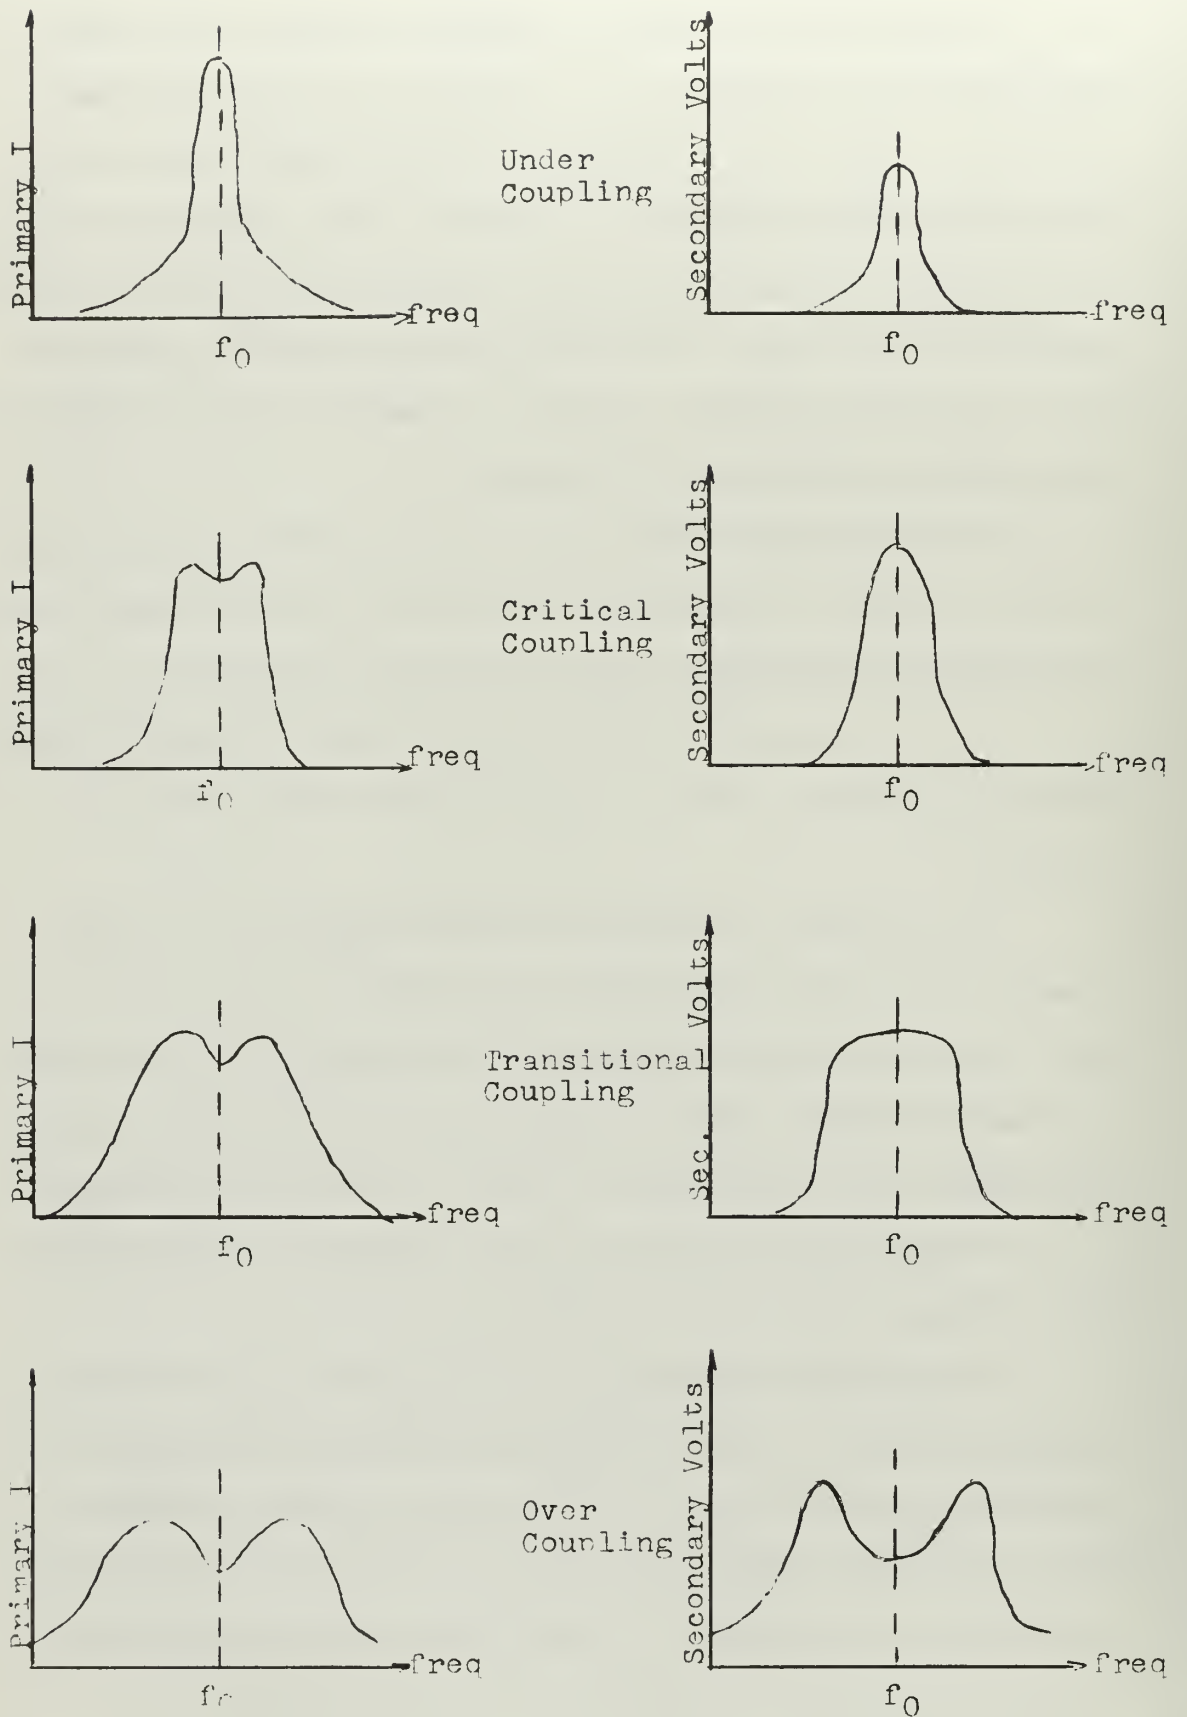 Primary I
freq
f0
Under
Coupling
Secondary Volts
freq
f0
Primary I
freq
f0
Critical
Coupling
Secondary Volts
freq
f0
Primary I
freq
f0
Transitional
Coupling
Sec. Volts
freq
f0
Primary I
freq
f0
Over
Coupling
Secondary Volts
freq
f0